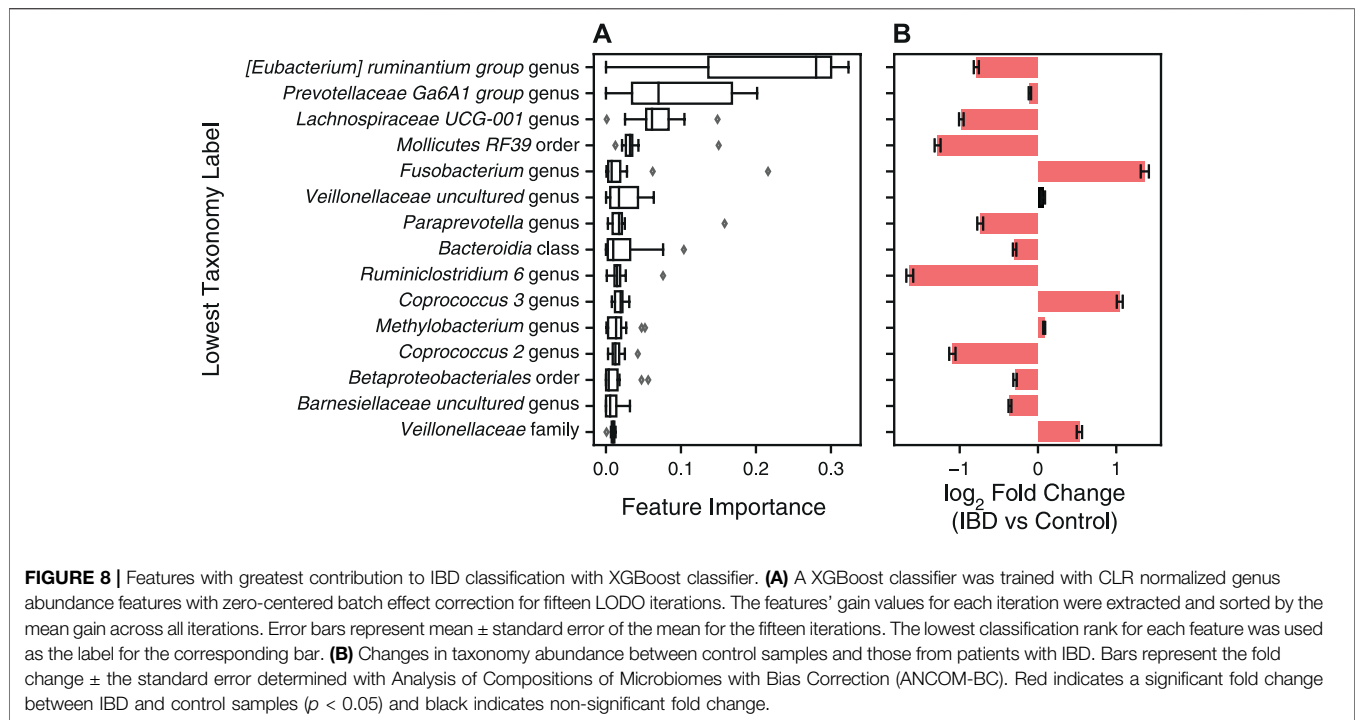 A
B
Lowest Taxonomy Label
[Eubacterium] ruminantium group genus
Prevotellaceae Ga6A1 group genus
Lachnospiraceae UCG-001 genus
Mollicutes RF39 order
Fusobacterium genus
Veillonellaceae uncultured genus
Paraprevotella genus
Bacteroidia class
Ruminiclostridium 6 genus
Coprococcus 3 genus
Methylobacterium genus
Coprococcus 2 genus
Betaproteobacteriales order
Barnesiellaceae uncultured genus
Veillonellaceae family
0.0 0.1 0.2 0.3
Feature Importance
−1 0 1
log2 Fold Change
(IBD vs Control)
FIGURE 8 | Features with greatest contribution to IBD classification with XGBoost classifier. (A) A XGBoost classifier was trained with CLR normalized genus
abundance features with zero-centered batch effect correction for fifteen LODO iterations. The features' gain values for each iteration were extracted and sorted by the
mean gain across all iterations. Error bars represent mean ± standard error of the mean for the fifteen iterations. The lowest classification rank for each feature was used
as the label for the corresponding bar. (B) Changes in taxonomy abundance between control samples and those from patients with IBD. Bars represent the fold
change ± the standard error determined with Analysis of Compositions of Microbiomes with Bias Correction (ANCOM-BC). Red indicates a significant fold change
between IBD and control samples (p < 0.05) and black indicates non-significant fold change.